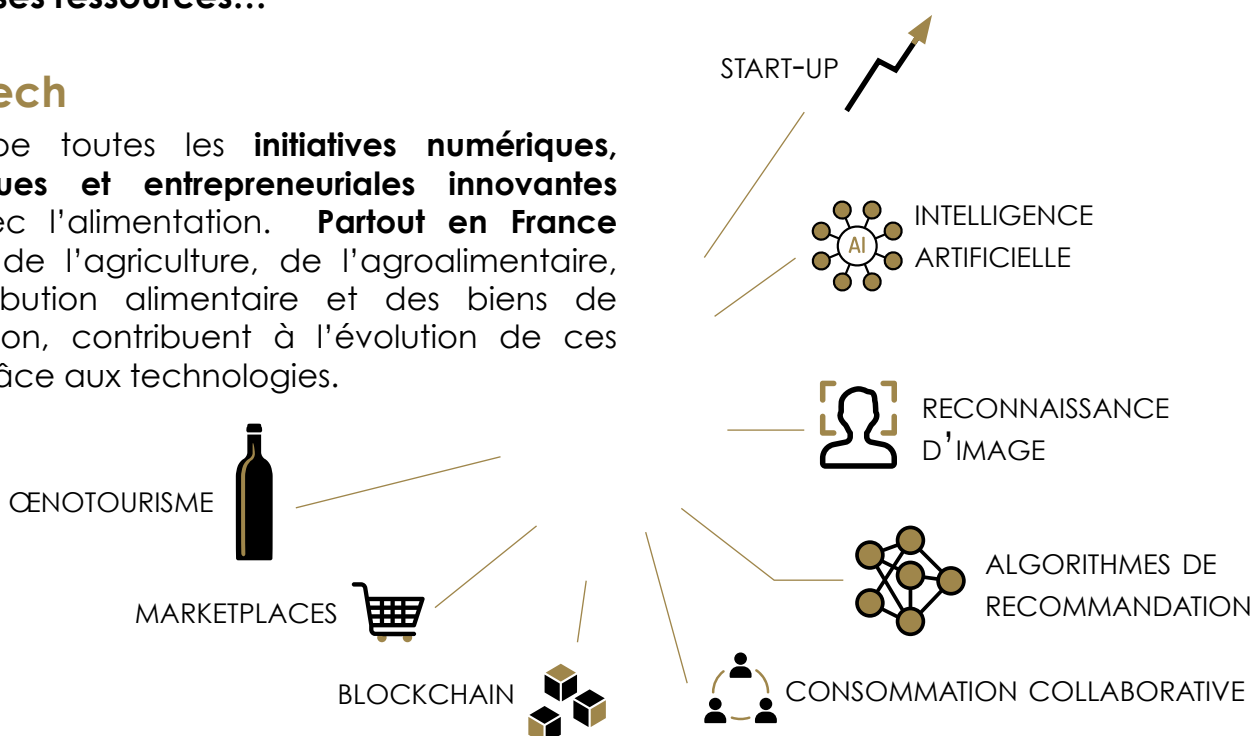 ses ressources…
START-UP
ech
pe toutes les initiatives numériques,
ues et entrepreneuriales innovantes
ec l'alimentation. Partout en France
de l'agriculture, de l'agroalimentaire,
ibution alimentaire et des biens de
on, contribuent à l'évolution de ces
âce aux technologies.
AI
INTELLIGENCE
ARTIFICIELLE
RECONNAISSANCE
D'IMAGE
ŒNOTOURISME
ALGORITHMES DE
RECOMMANDATION
MARKETPLACES
BLOCKCHAIN
CONSOMMATION COLLABORATIVE